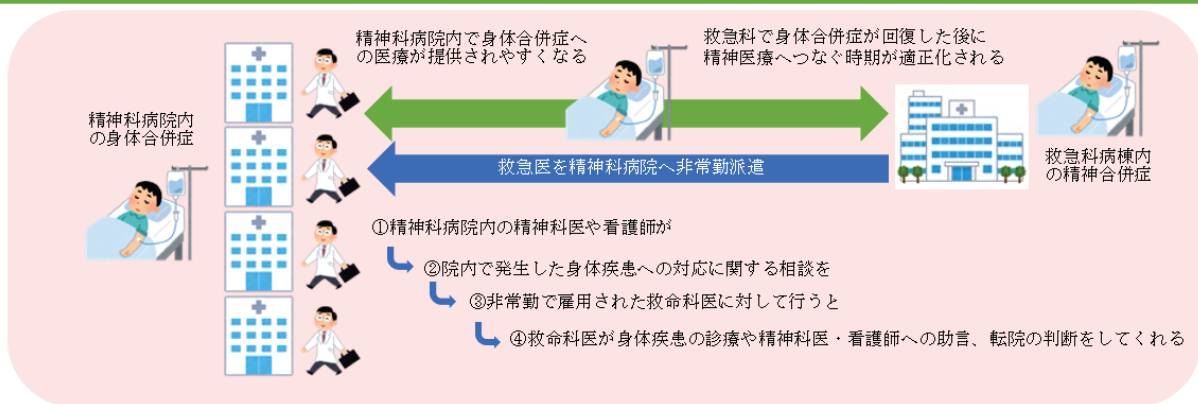 精神科病院内で身体合併症へ
の医療が提供されやすくなる
救急科で身体合併症が回復した後に
精神医療へつなぐ時期が適正化される
精神科病院内
の身体合併症
救急医を精神科病院へ非常勤派遣
救急科病棟内
の精神合併症
①精神科病院内の精神科医や看護師が
②院内で発生した身体疾患への対応に関する相談を
③非常勤で雇用された救命科医に対して行うと
④救命科医が身体疾患の診療や精神科医・看護師への助言、転院の判断をしてくれる